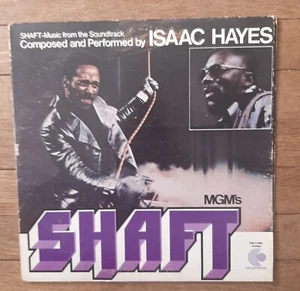 SHAFT-Music from the Soundtrack
Composed and Performed by ISAAC HAYES
MGM's
SHAFT